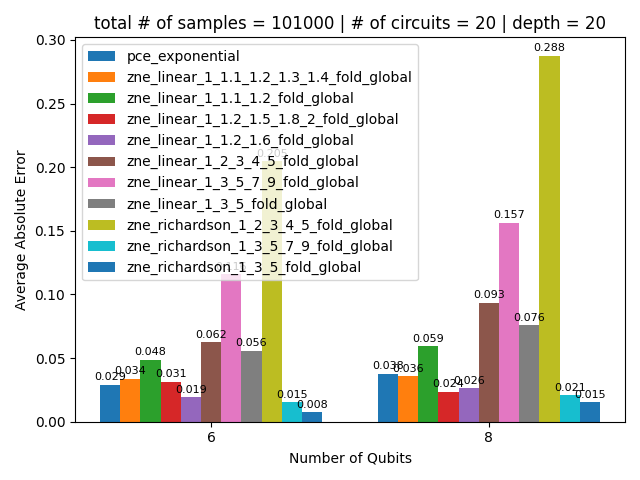 total # of samples = 101000 | # of circuits = 20 | depth = 20
Average Absolute Error
0.30
0.25
0.20
0.15
0.10
0.05
0.00
pce_exponential
zne_linear_1_1.1_1.2_1.3_1.4_fold_global
zne_linear_1_1.1_1.2_fold_global
zne_linear_1_1.2_1.5_1.8_2_fold_global
zne_linear_1_1.2_1.6_fold_global
zne_linear_1_2_3_4_5_fold_global
zne_linear_1_3_5_7_9_fold_global
zne_linear_1_3_5_fold_global
zne_richardson_1_2_3_4_5_fold_global
zne_richardson_1_3_5_7_9_fold_global
zne_richardson_1_3_5_fold_global
0.029
0.034
0.048
0.031
0.019
0.062
0.056
0.205
0.015
0.008
0.038
0.036
0.059
0.024
0.026
0.093
0.157
0.076
0.288
0.021
0.015
6
8
Number of Qubits